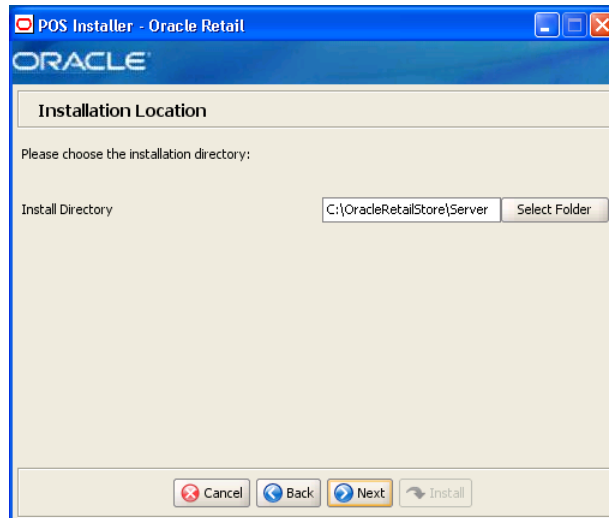 POS Installer - Oracle Retail
ORACLE
Installation Location
Please choose the installation directory:
Install Directory C:\OracleRetailStore\Server Select Folder
Cancel Back Next Install